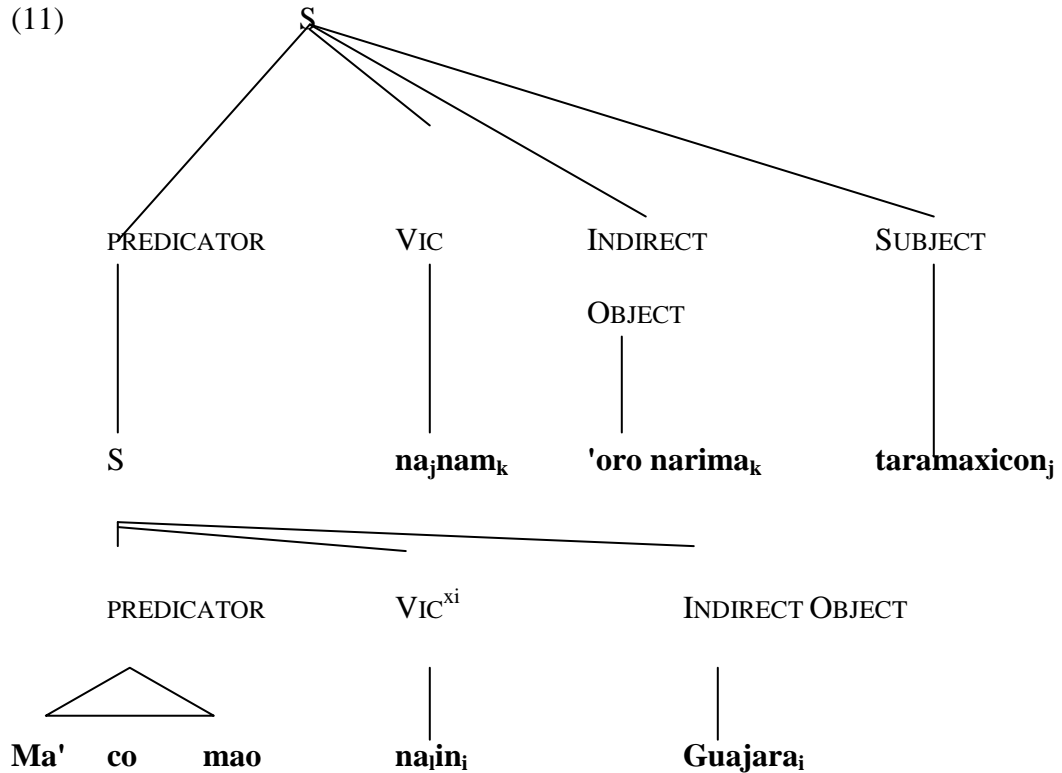 (11) S
PREDICATOR VIC INDIRECT SUBJECT
OBJECT
S najnamk 'oro narimak taramaxiconj
PREDICATOR VICxi INDIRECT OBJECT
Ma' co mao nalini Guajarai